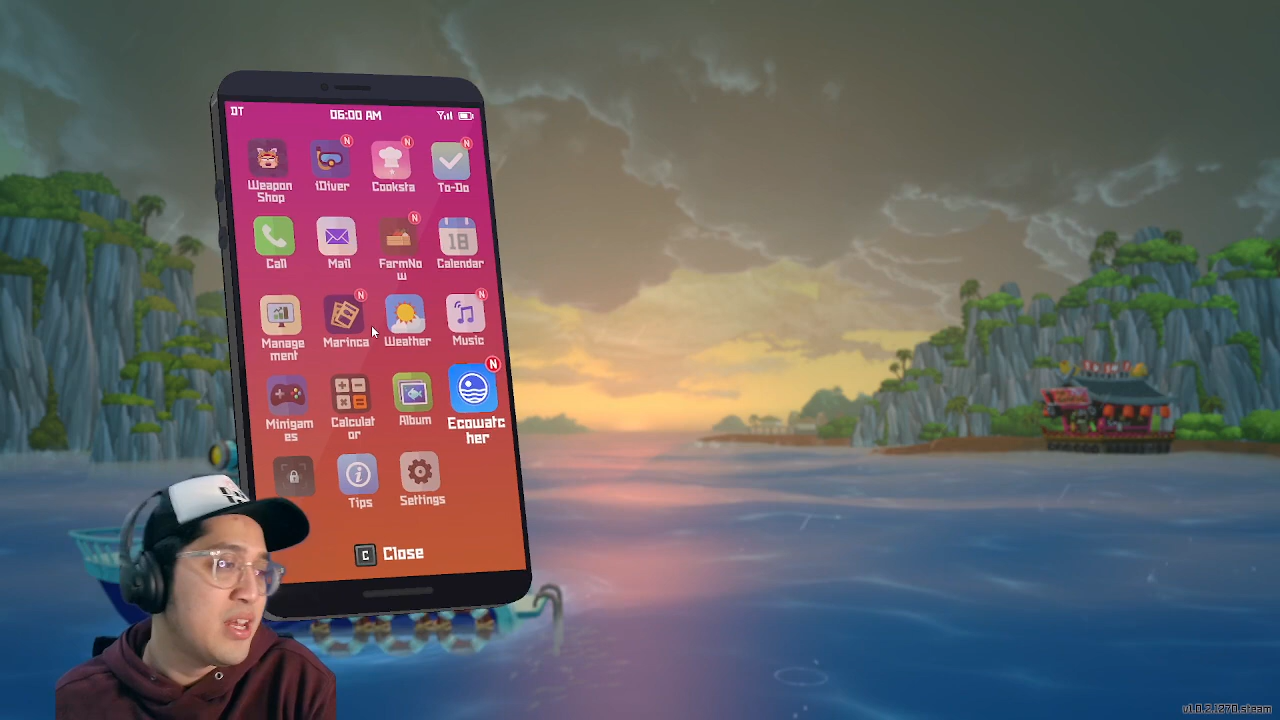 DT
06:00 AM
N
N
N
Weapon
Shop
iDiver
Cooksta
To-Do
N
18
Call
Mail
FarmNo
w
Calendar
N
N
Manage
ment
Marinca
Weather
Music
N
Minigam
es
Calculat
or
Album
Ecowatc
her
Tips
Settings
C Close
v1.0.2.1270.steam